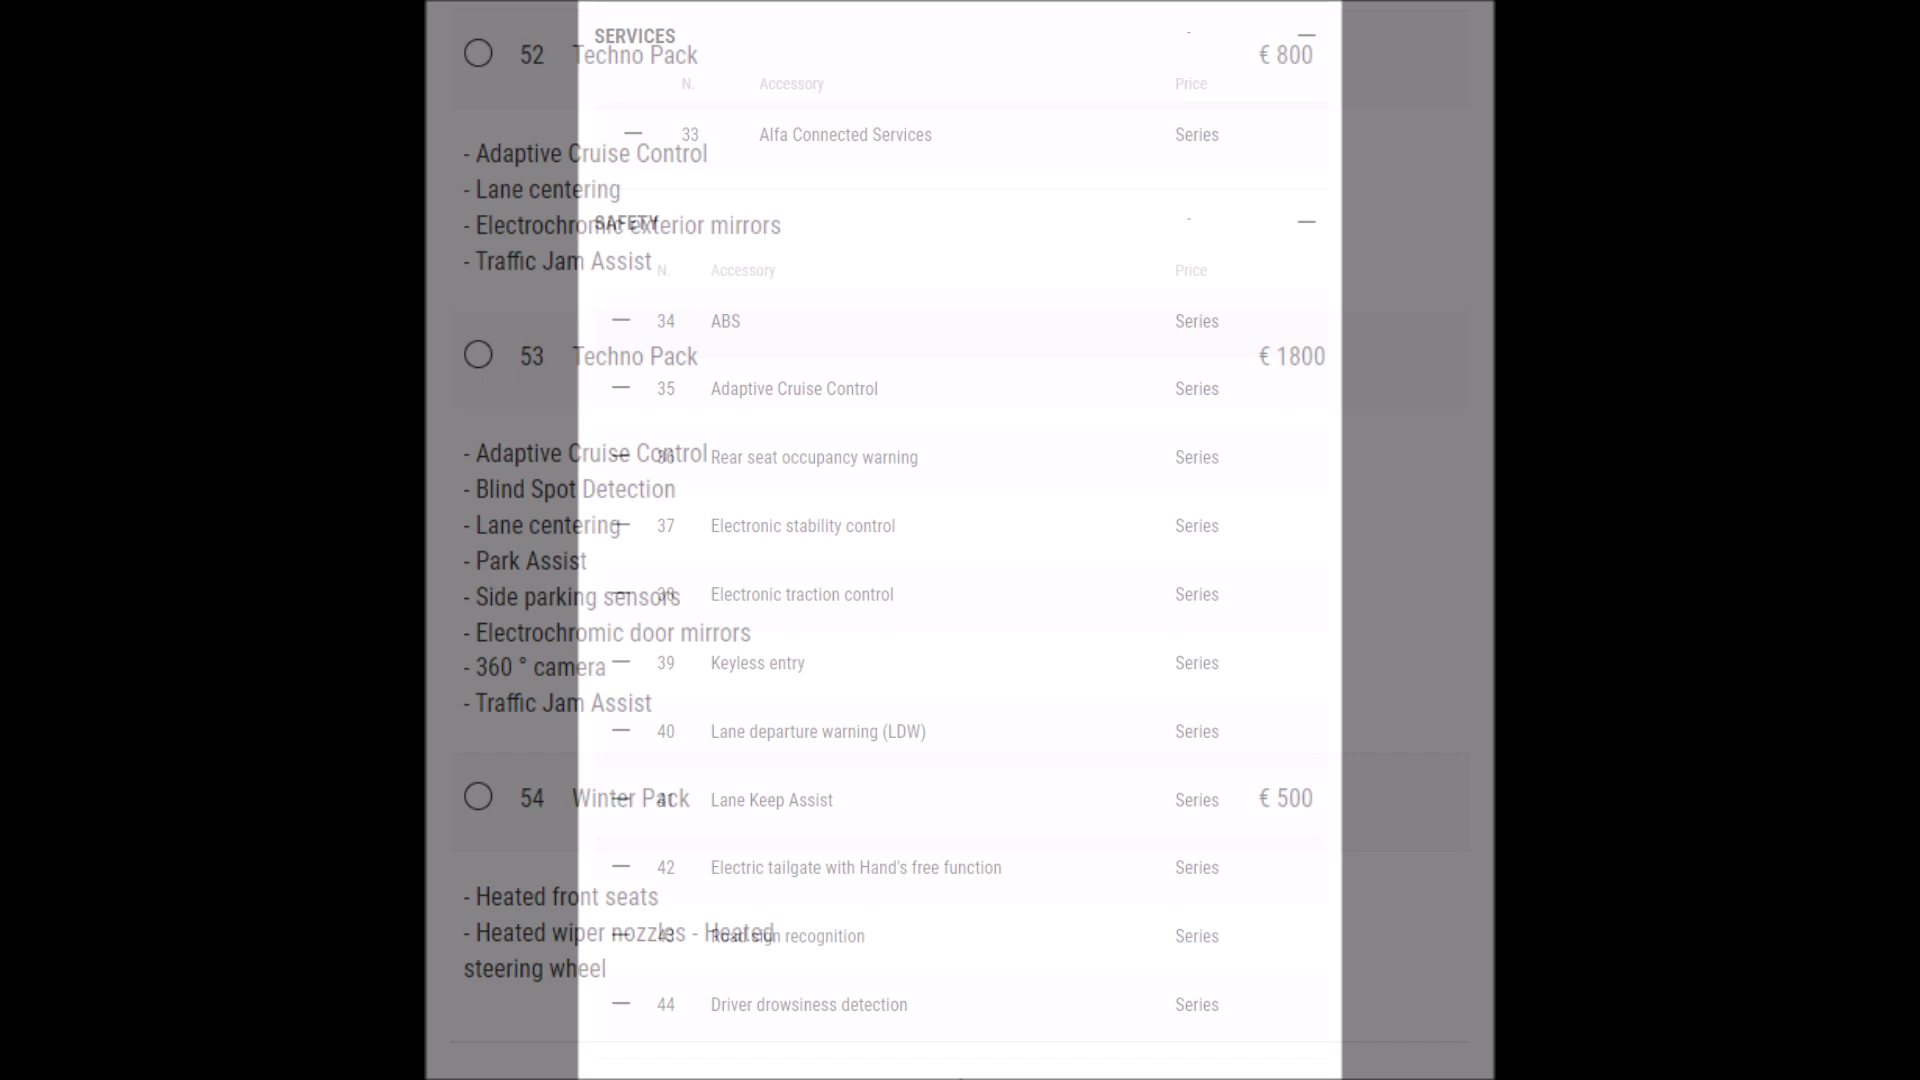 52 Techno Pack € 800
- Adaptive Cruise Control
- Lane centering
- Electrochromic exterior mirrors
- Traffic Jam Assist
53 Techno Pack € 1800
- Adaptive Cruise Control
- Blind Spot Detection
- Lane centering
- Park Assist
- Side parking sensors
- Electrochromic door mirrors
- 360 ° camera
- Traffic Jam Assist
54 Winter Pack € 500
- Heated front seats
- Heated wiper nozzles - Heated
steering wheel
SERVICES - —
N. Accessory Price
— 33 Alfa Connected Services Series
SAFETY - —
N. Accessory Price
— 34 ABS Series
— 35 Adaptive Cruise Control Series
— 36 Rear seat occupancy warning Series
— 37 Electronic stability control Series
— 38 Electronic traction control Series
— 39 Keyless entry Series
— 40 Lane departure warning (LDW) Series
— 41 Lane Keep Assist Series
— 42 Electric tailgate with Hand's free function Series
— 43 Road sign recognition Series
— 44 Driver drowsiness detection Series